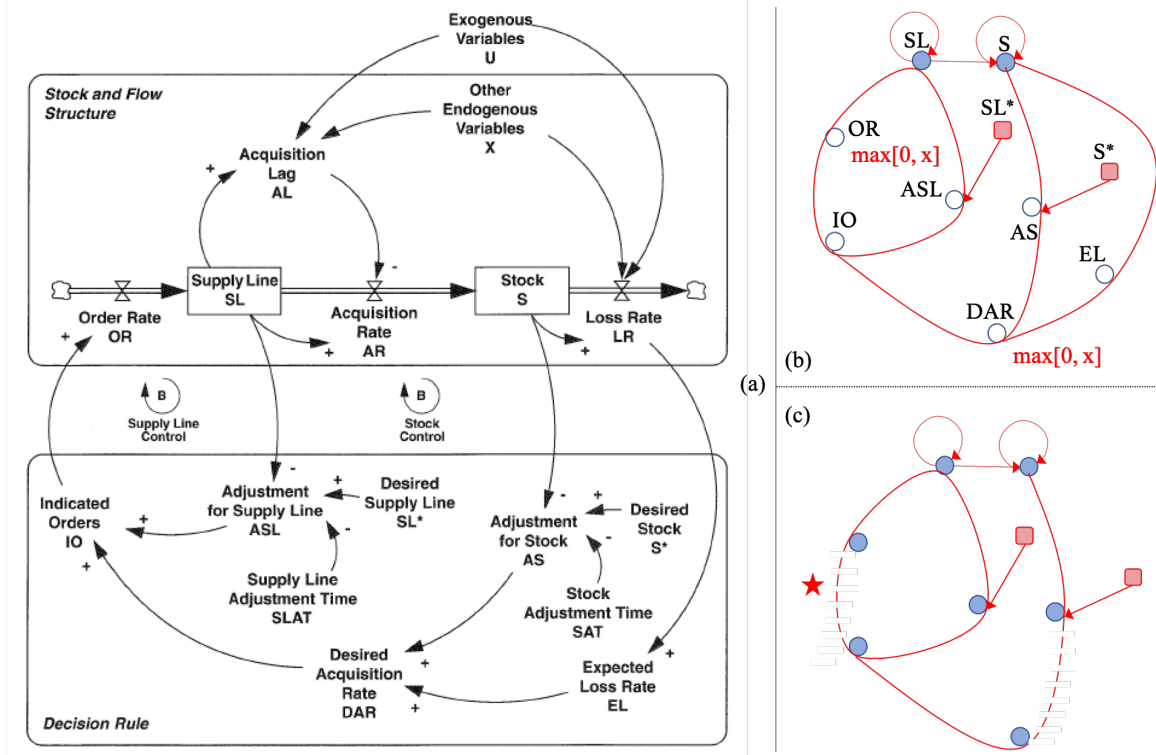 Exogenous
Variables
U
Stock and Flow
Structure
Other
Endogenous
Variables
X
Acquisition
Lag
AL
+
-
Supply Line
SL
Stock
S
Order Rate
OR
+
Acquisition
Rate
AR
+
Loss Rate
LR
+
B
Supply Line
Control
B
Stock
Control
-
+
Desired
Supply Line
SL*
Adjustment
for Supply Line
ASL
-
Indicated
Orders
IO
+
+
Supply Line
Adjustment Time
SLAT
-
+
Desired
Stock
S*
Adjustment
for Stock
AS
-
Stock
Adjustment Time
SAT
Desired
Acquisition
Rate
DAR
+
+
Expected
Loss Rate
EL
+
Decision Rule
(a)
SL
S
SL*
OR
max[0, x]
S*
ASL
IO
AS
EL
DAR
max[0, x]
(b)
(c)